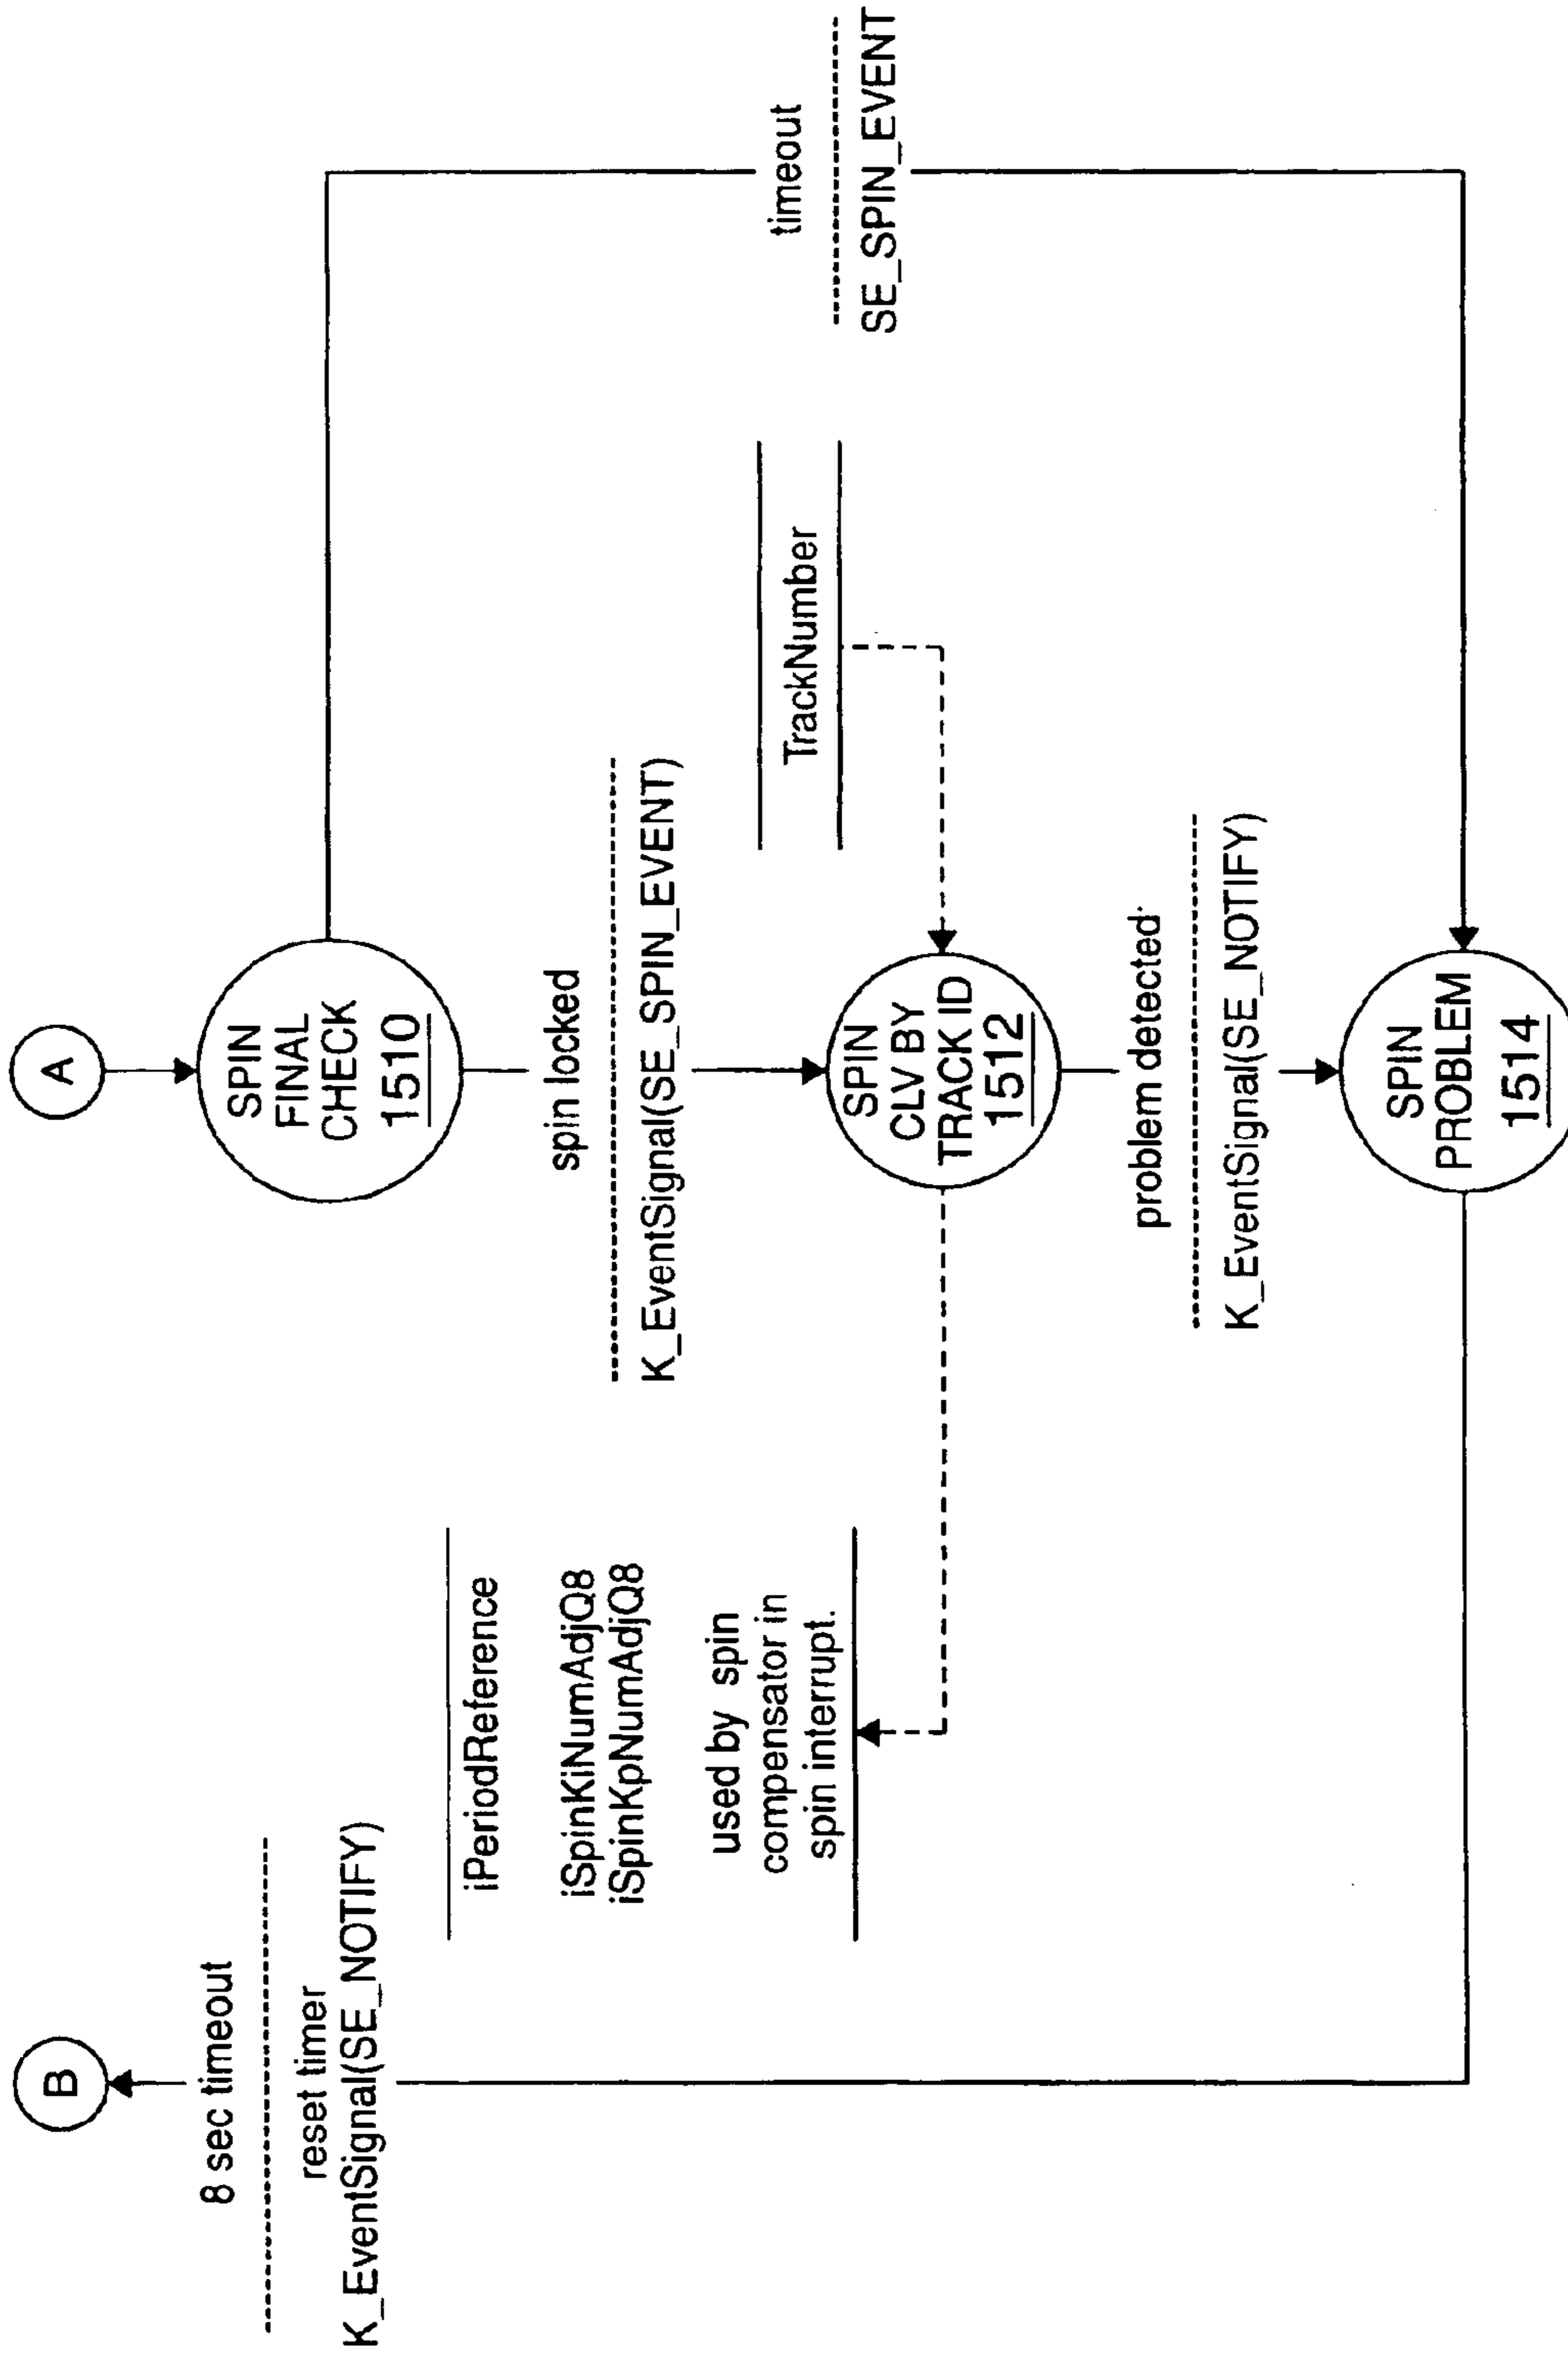 A
SPIN
FINAL
CHECK
1510
spin locked
K_EventSignal(SE_SPIN_EVENT)
timeout
SE_SPIN_EVENT
TrackNumber
SPIN
CLV BY
TRACK ID
1512
problem detected
K_EventSignal(SE_NOTIFY)
SPIN
PROBLEM
1514
B
8 sec timeout
reset timer
K_EventSignal(SE_NOTIFY)
iPeriodReference
iSpinKiNumAdjQ8
iSpinKpNumAdjQ8
used by spin
compensator in
spin interrupt.